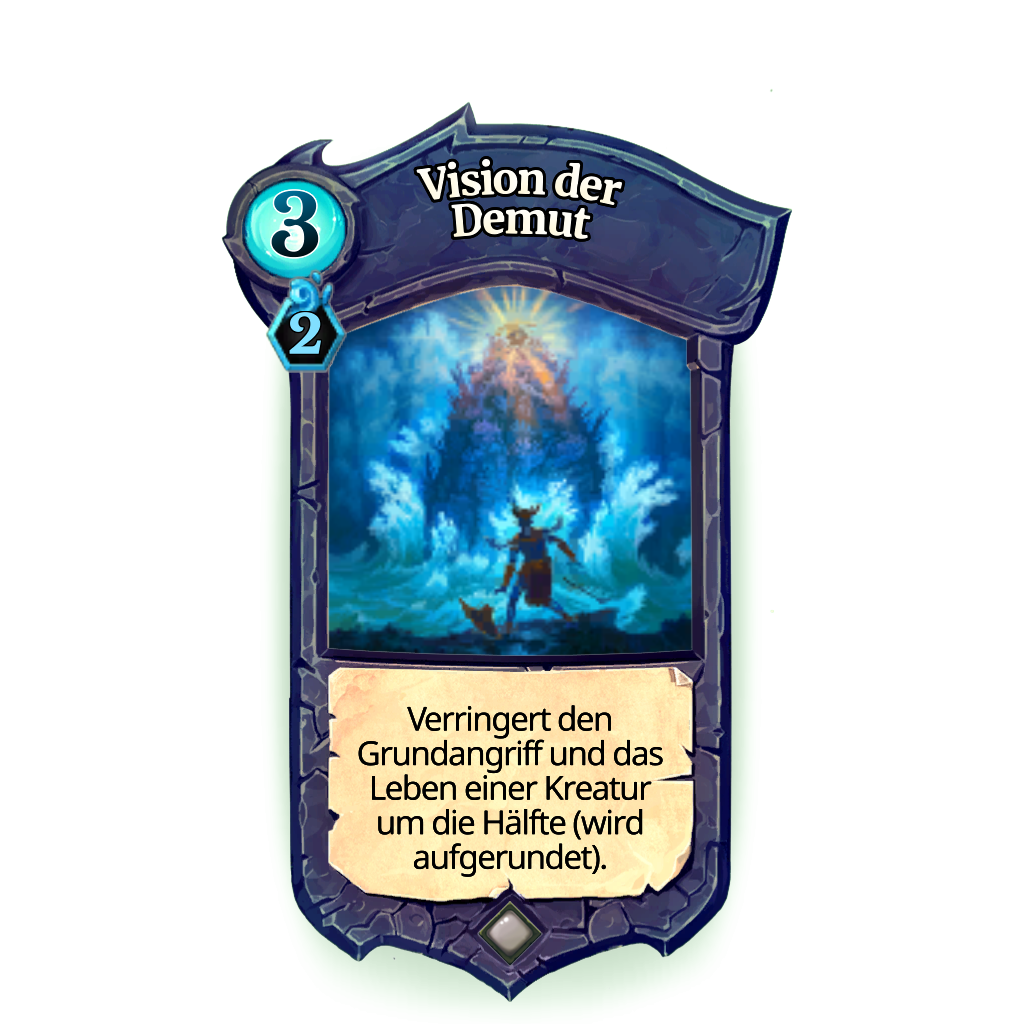 Vision der
Demut
3
2
Verringert den
Grundangriff und das
Leben einer Kreatur
um die Hälfte (wird
aufgerundet).